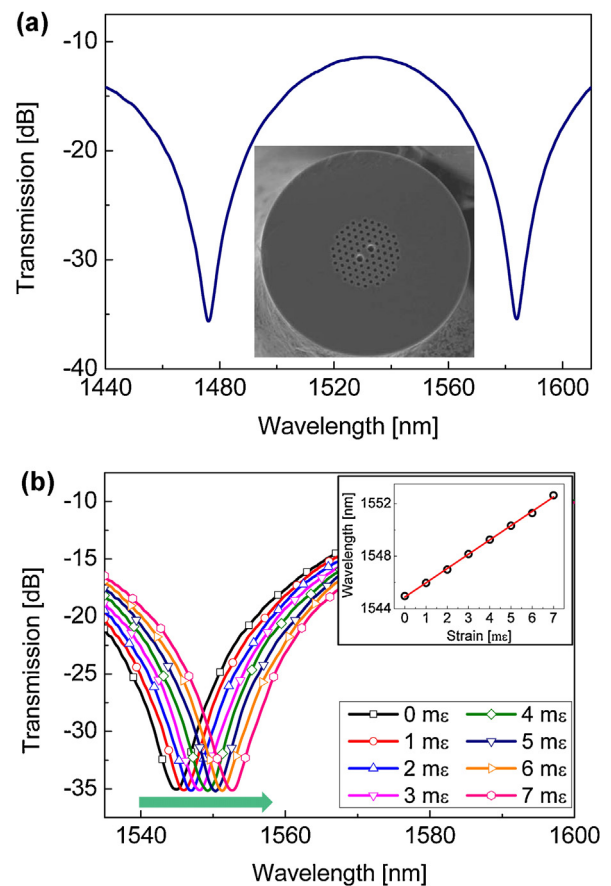 (a)
-10
-20
-30
-40
Transmission [dB]
1440 1480 1520 1560 1600
Wavelength [nm]
(b)
-10
-15
-20
-25
-30
-35
Transmission [dB]
1552
1548
1544
Wavelength [nm]
0 1 2 3 4 5 6 7
Strain [mε]
0 mε 4 mε
1 mε 5 mε
2 mε 6 mε
3 mε 7 mε
1540 1560 1580 1600
Wavelength [nm]